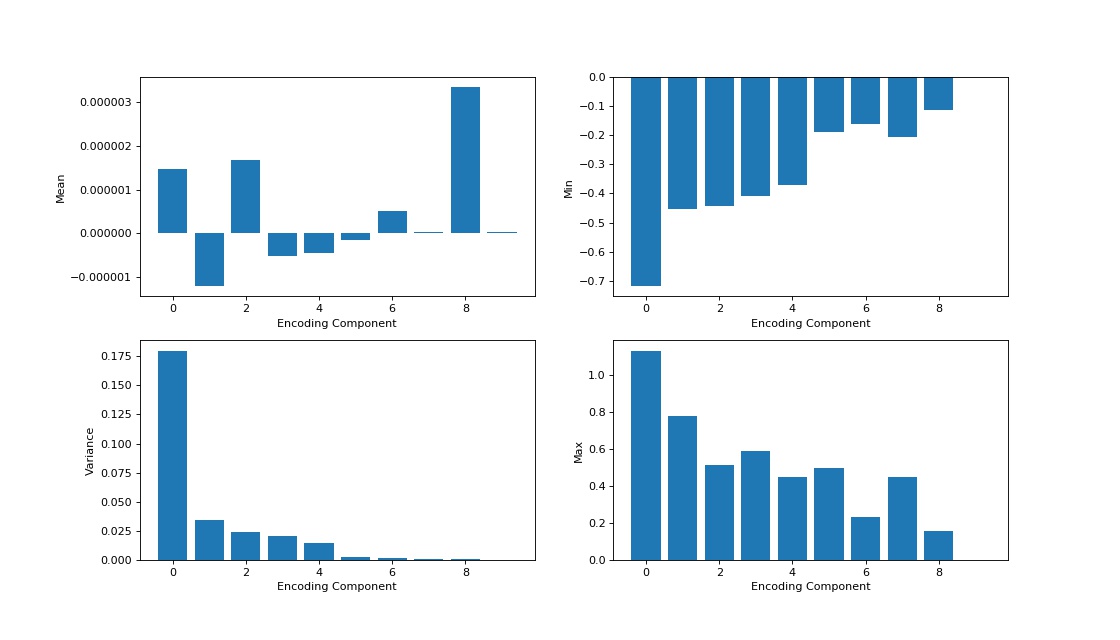 Mean
0.000003
0.000002
0.000001
0.000000
−0.000001
0 2 4 6 8
Encoding Component
Min
0.0
−0.1
−0.2
−0.3
−0.4
−0.5
−0.6
−0.7
0 2 4 6 8
Encoding Component
Variance
0.175
0.150
0.125
0.100
0.075
0.050
0.025
0.000
0 2 4 6 8
Encoding Component
Max
1.0
0.8
0.6
0.4
0.2
0.0
0 2 4 6 8
Encoding Component